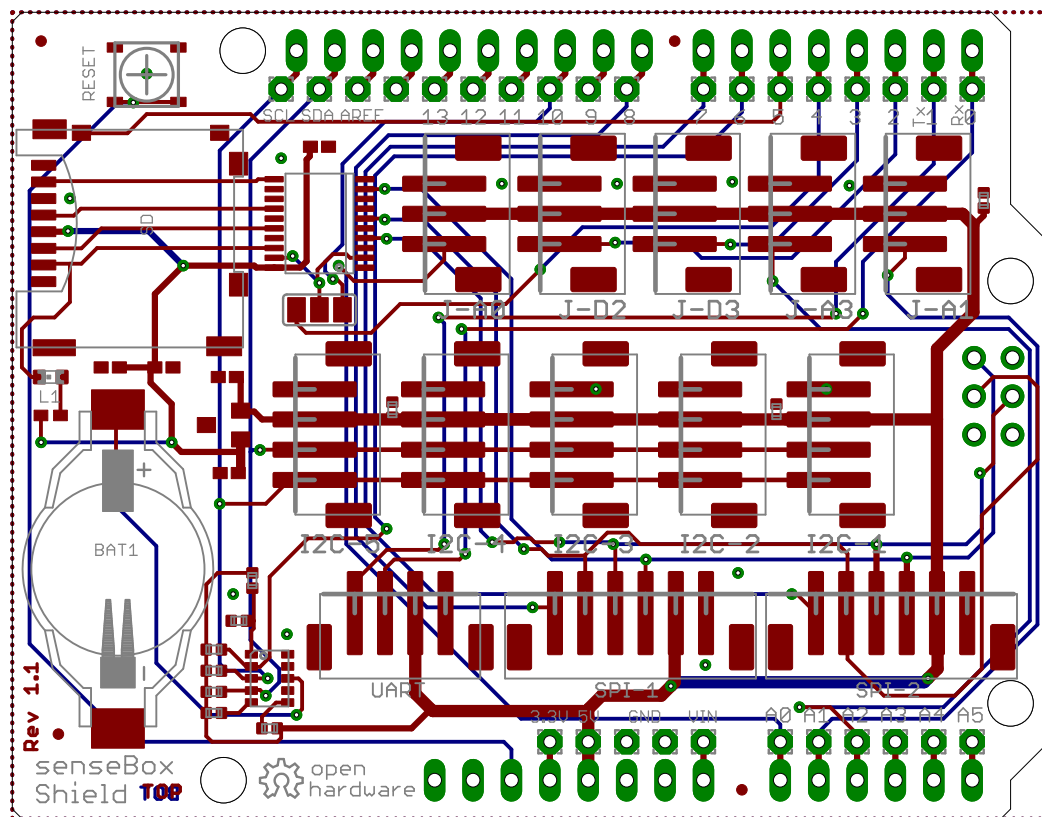 RESET
SCL SDA AREF 13 12 11 10 9 8 7 6 5 4 3 2 Tx1 Rx0
SD
J-A0 J-D2 J-D3 J-A3 J-A1
L1
+
I2C-5 I2C-4 I2C-3 I2C-2 I2C-1
BAT1
-
UART SPI-1 SPI-2
Rev 1.1
3.3V 5V GND VIN A0 A1 A2 A3 A4 A5
senseBox
Shield TOP
open
hardware